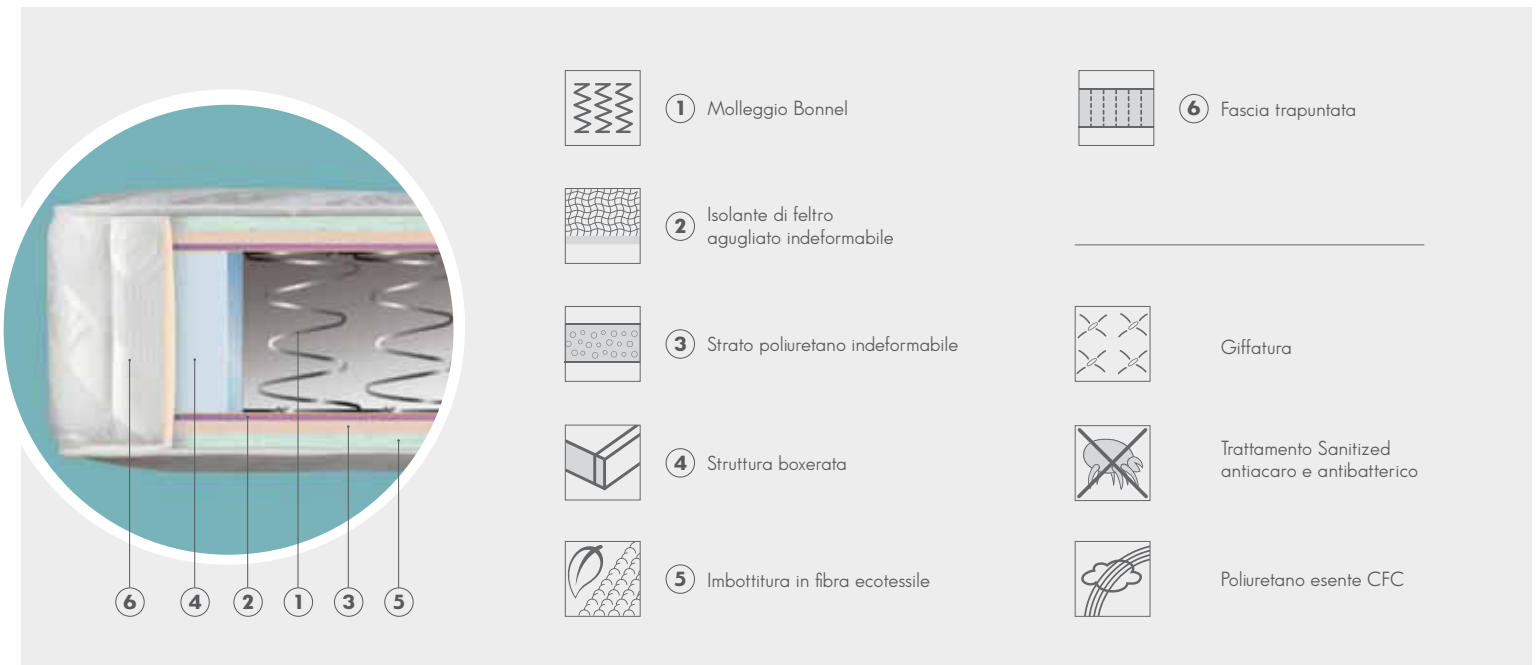 1 Molleggio Bonnel
2 Isolante di feltro
agugliato indeformabile
3 Strato poliuretano indeformabile
4 Struttura boxerata
5 Imbottitura in fibra ecotessile
6 Fascia trapuntata
Giffatura
Trattamento Sanitized
antiacaro e antibatterico
Poliuretano esente CFC
6 4 2 1 3 5